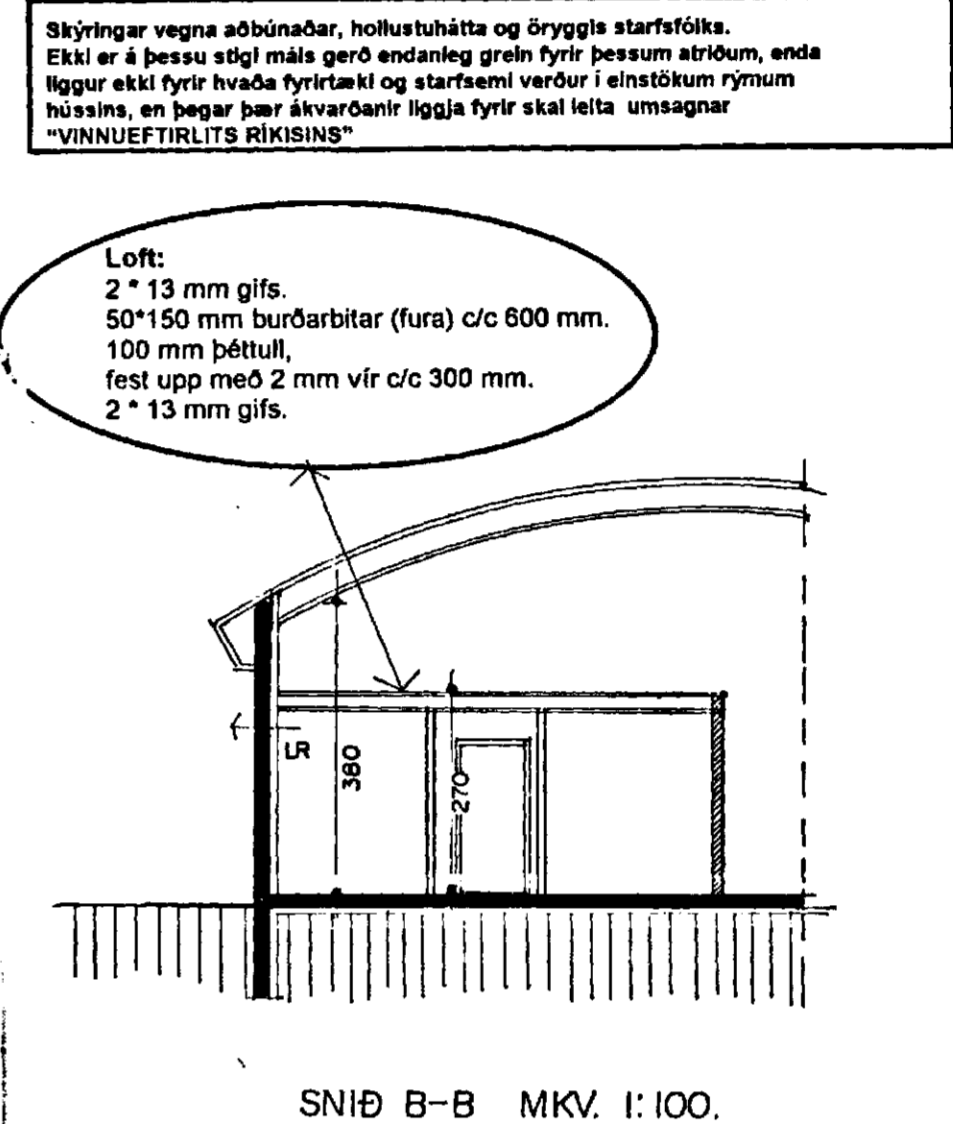 Skýringar vegna aðbúnaðar, hollustuhátta og öryggis starfsfólks.
Ekki er á þessu stigi máls gerð endanleg grein fyrir þessum atriðum, enda
liggur ekki fyrir hvaða fyrirtæki og starfsemi verður í einstökum rýmum
hússins, en þegar þær ákvarðanir liggja fyrir skal leita umsagnar
"VINNUEFTIRLITS RÍKISINS"
Loft:
2 * 13 mm gifs.
50*150 mm burðarbitar (fura) c/c 600 mm.
100 mm þéttull,
fest upp með 2 mm vír c/c 300 mm.
2 * 13 mm gifs.
LR
380
270
SNIÐ B-B MKV. 1:100.